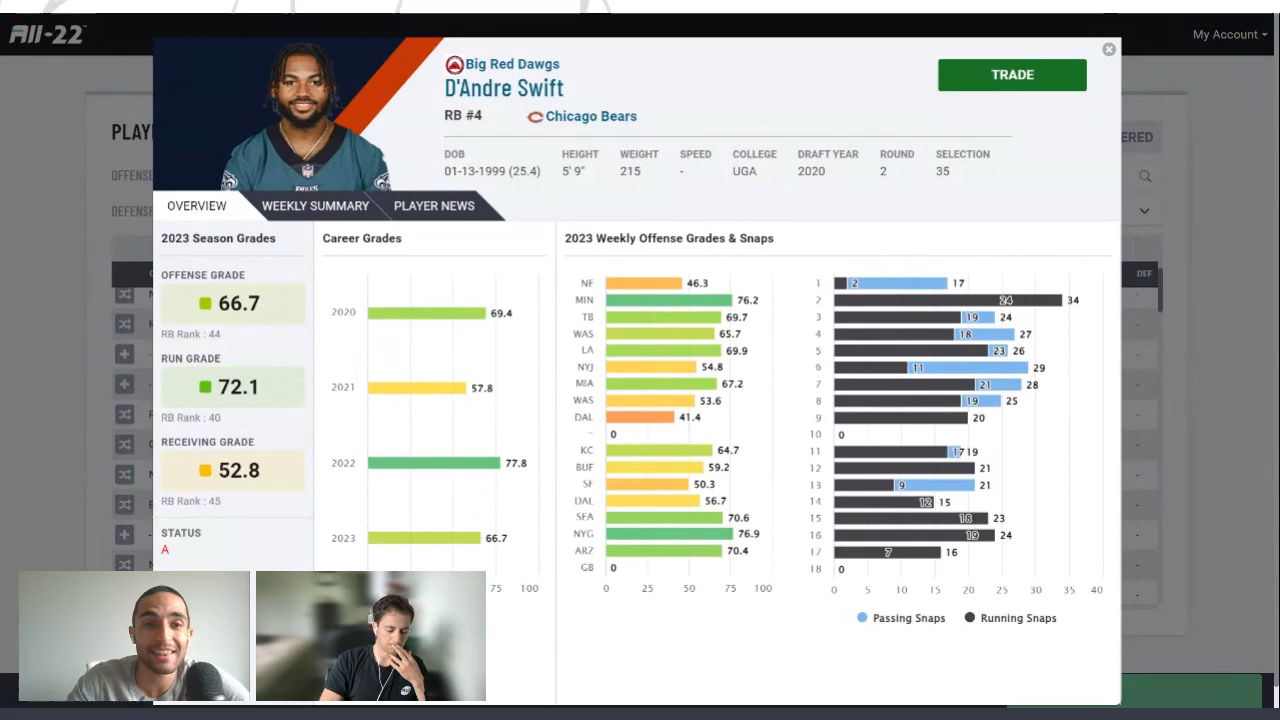 All-22
My Account
PLAY
ERED
OFFENS
DEFENS
DEF
Big Red Dawgs
D'Andre Swift
RB #4
Chicago Bears
TRADE
DOB HEIGHT WEIGHT SPEED COLLEGE DRAFT YEAR ROUND SELECTION
01-13-1999 (25.4) 5' 9" 215 - UGA 2020 2 35
EAGLES
OVERVIEW WEEKLY SUMMARY PLAYER NEWS
2023 Season Grades
OFFENSE GRADE
66.7
RB Rank : 44
RUN GRADE
72.1
RB Rank : 40
RECEIVING GRADE
52.8
RB Rank : 45
STATUS
A
Career Grades
2020 69.4
2021 57.8
2022 77.8
2023 66.7
75 100
2023 Weekly Offense Grades & Snaps
NE 46.3
MIN 76.2
TB 69.7
WAS 65.7
LA 69.9
NYJ 54.8
MIA 67.2
WAS 53.6
DAL 41.4
- 0
KC 64.7
BUF 59.2
SF 50.3
DAL 56.7
SEA 70.6
NYG 76.9
ARZ 70.4
GB 0
0 25 50 75 100
1 2 17
2 24 34
3 19 24
4 18 27
5 23 26
6 11 29
7 21 28
8 19 25
9 20
10 0
11 17 19
12 21
13 9 21
14 12 15
15 18 23
16 19 24
17 7 16
18 0
0 5 10 15 20 25 30 35 40
Passing Snaps Running Snaps